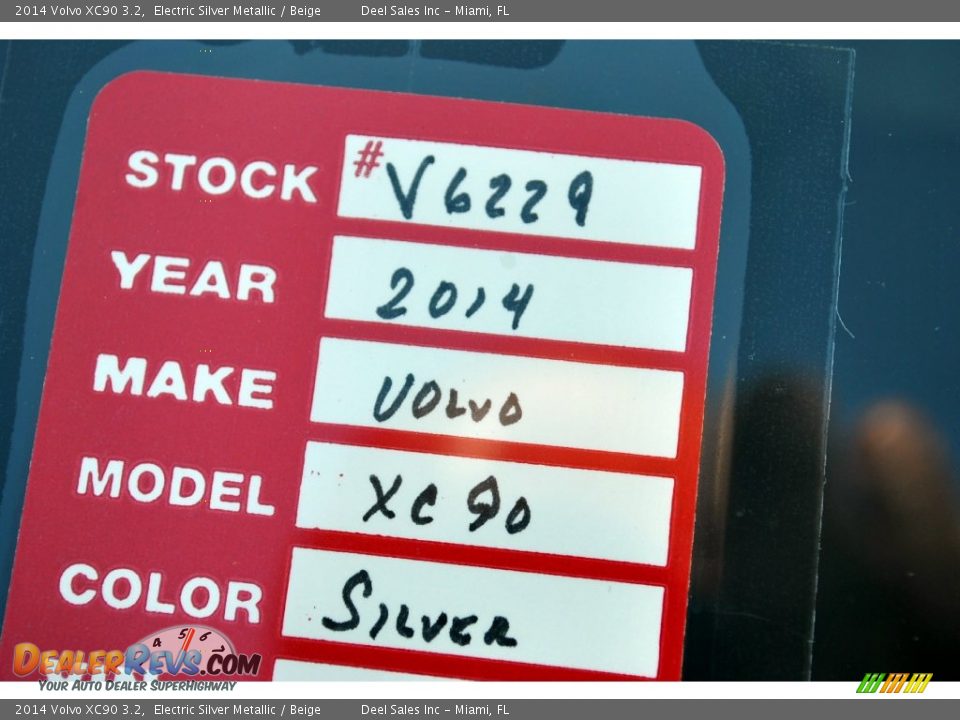 2014 Volvo XC90 3.2, Electric Silver Metallic / Beige Deel Sales Inc - Miami, FL
STOCK #V6229
YEAR 2014
MAKE VOLVO
MODEL XC90
COLOR SILVER
DEALERREVS.COM
YOUR AUTO DEALER SUPERHIGHWAY
2014 Volvo XC90 3.2, Electric Silver Metallic / Beige Deel Sales Inc - Miami, FL